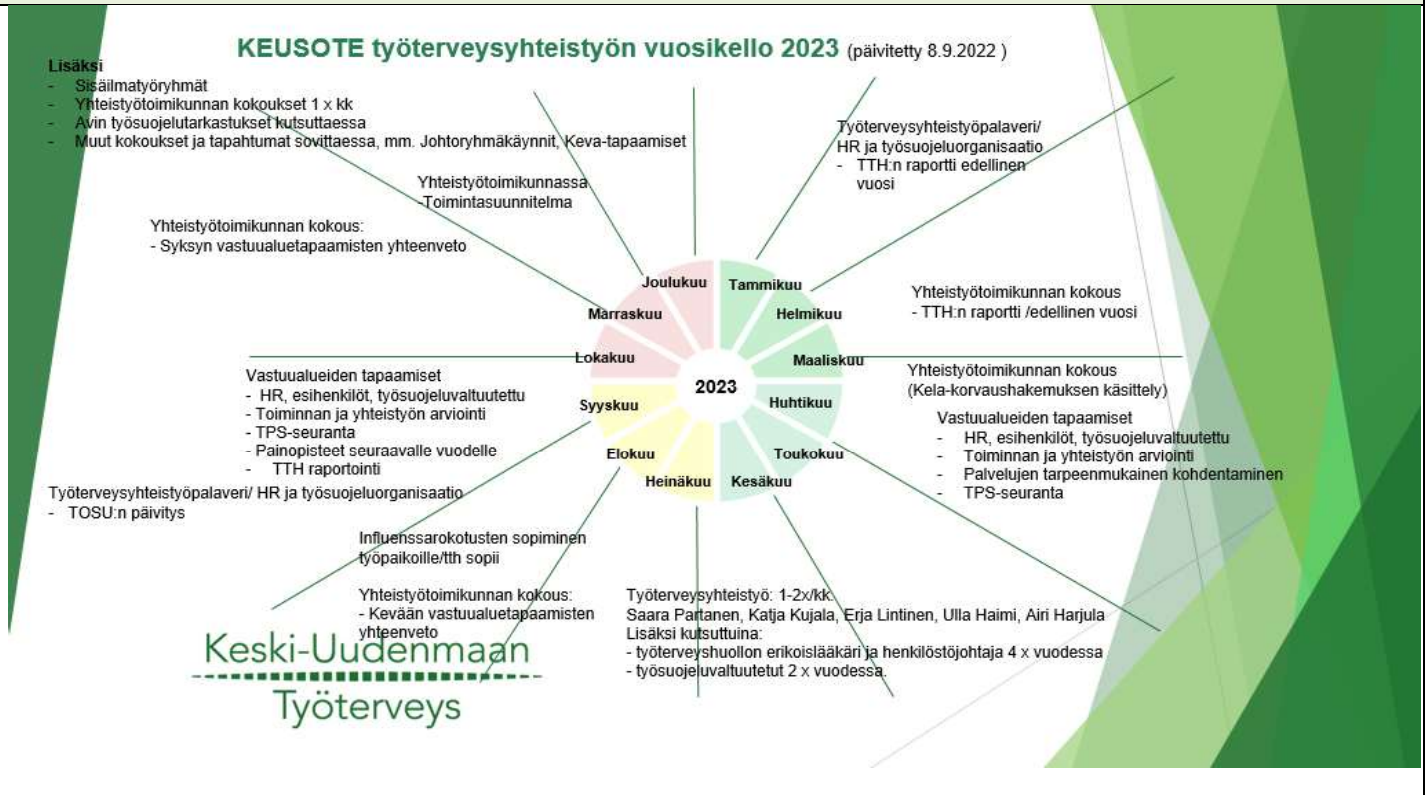 KEUSOTE työterveysyhteistyön vuosikello 2023 (päivitetty 8.9.2022 )
Lisäksi
- Sisäilmatyöryhmät
- Yhteistyötoimikunnan kokoukset 1 x kk
- Avin työsuojelutarkastukset kutsuttaessa
- Muut kokoukset ja tapahtumat sovittaessa, mm. Johtoryhmäkäynnit, Keva-tapaamiset
Työterveysyhteistyöpalaveri/
HR ja työsuojeluorganisaatio
- TTH:n raportti edellinen
vuosi
Yhteistyötoimikunnassa
-Toimintasuunnitelma
Yhteistyötoimikunnan kokous:
- Syksyn vastuualuetapaamisten yhteenveto
Joulukuu
Tammikuu
Marraskuu
Helmikuu
Lokakuu
Maaliskuu
2023
Syyskuu
Huhtikuu
Elokuu
Toukokuu
Heinäkuu
Kesäkuu
Yhteistyötoimikunnan kokous
- TTH:n raportti /edellinen vuosi
Yhteistyötoimikunnan kokous
(Kela-korvaushakemuksen käsittely)
Vastuualueiden tapaamiset
- HR, esihenkilöt, työsuojeluvaltuutettu
- Toiminnan ja yhteistyön arviointi
- Palvelujen tarpeenmukainen kohdentaminen
- TPS-seuranta
Vastuualueiden tapaamiset
- HR, esihenkilöt, työsuojeluvaltuutettu
- Toiminnan ja yhteistyön arviointi
- TPS-seuranta
- Painopisteet seuraavalle vuodelle
- TTH raportointi
Työterveysyhteistyöpalaveri/ HR ja työsuojeluorganisaatio
- TOSU:n päivitys
Influenssarokotusten sopiminen
työpaikoille/tth sopii
Yhteistyötoimikunnan kokous:
- Kevään vastuualuetapaamisten
yhteenveto
Työterveysyhteistyö: 1-2x/kk:
Saara Partanen, Katja Kujala, Erja Lintinen, Ulla Haimi, Airi Harjula
Lisäksi kutsuttuina:
- työterveyshuollon erikoislääkäri ja henkilöstöjohtaja 4 x vuodessa
- työsuojeluvaltuutetut 2 x vuodessa.
Keski-Uudenmaan
Työterveys